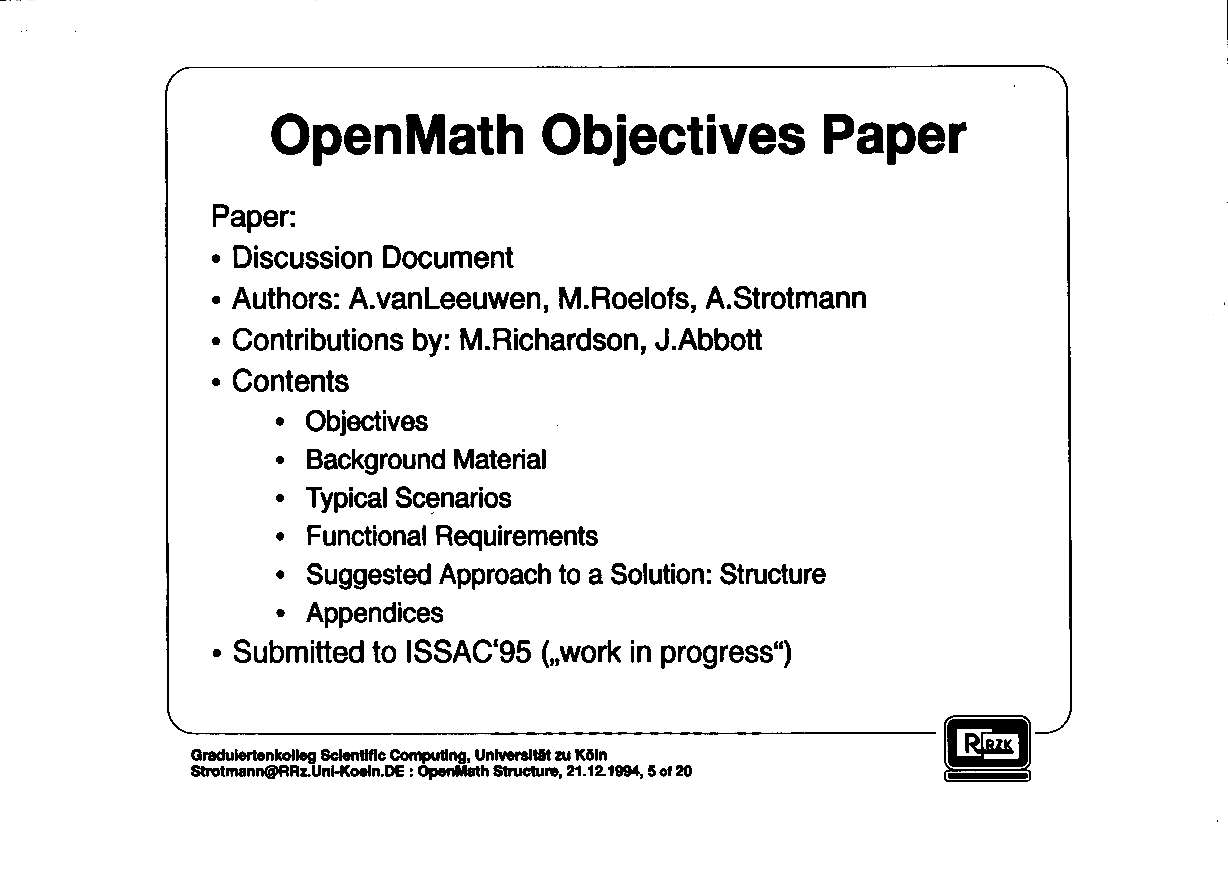 OpenMath Objectives Paper
Paper:
• Discussion Document
• Authors: A.vanLeeuwen, M.Roelofs, A.Strotmann
• Contributions by: M.Richardson, J.Abbott
• Contents
• Objectives
• Background Material
• Typical Scenarios
• Functional Requirements
• Suggested Approach to a Solution: Structure
• Appendices
• Submitted to ISSAC‘95 („work in progress“)
Graduiertenkolleg Scientific Computing, Universität zu Köln
Strotmann@RRz.Uni-Koeln.DE : OpenMath Structure, 21.12.1994, 5 of 20
RRZK